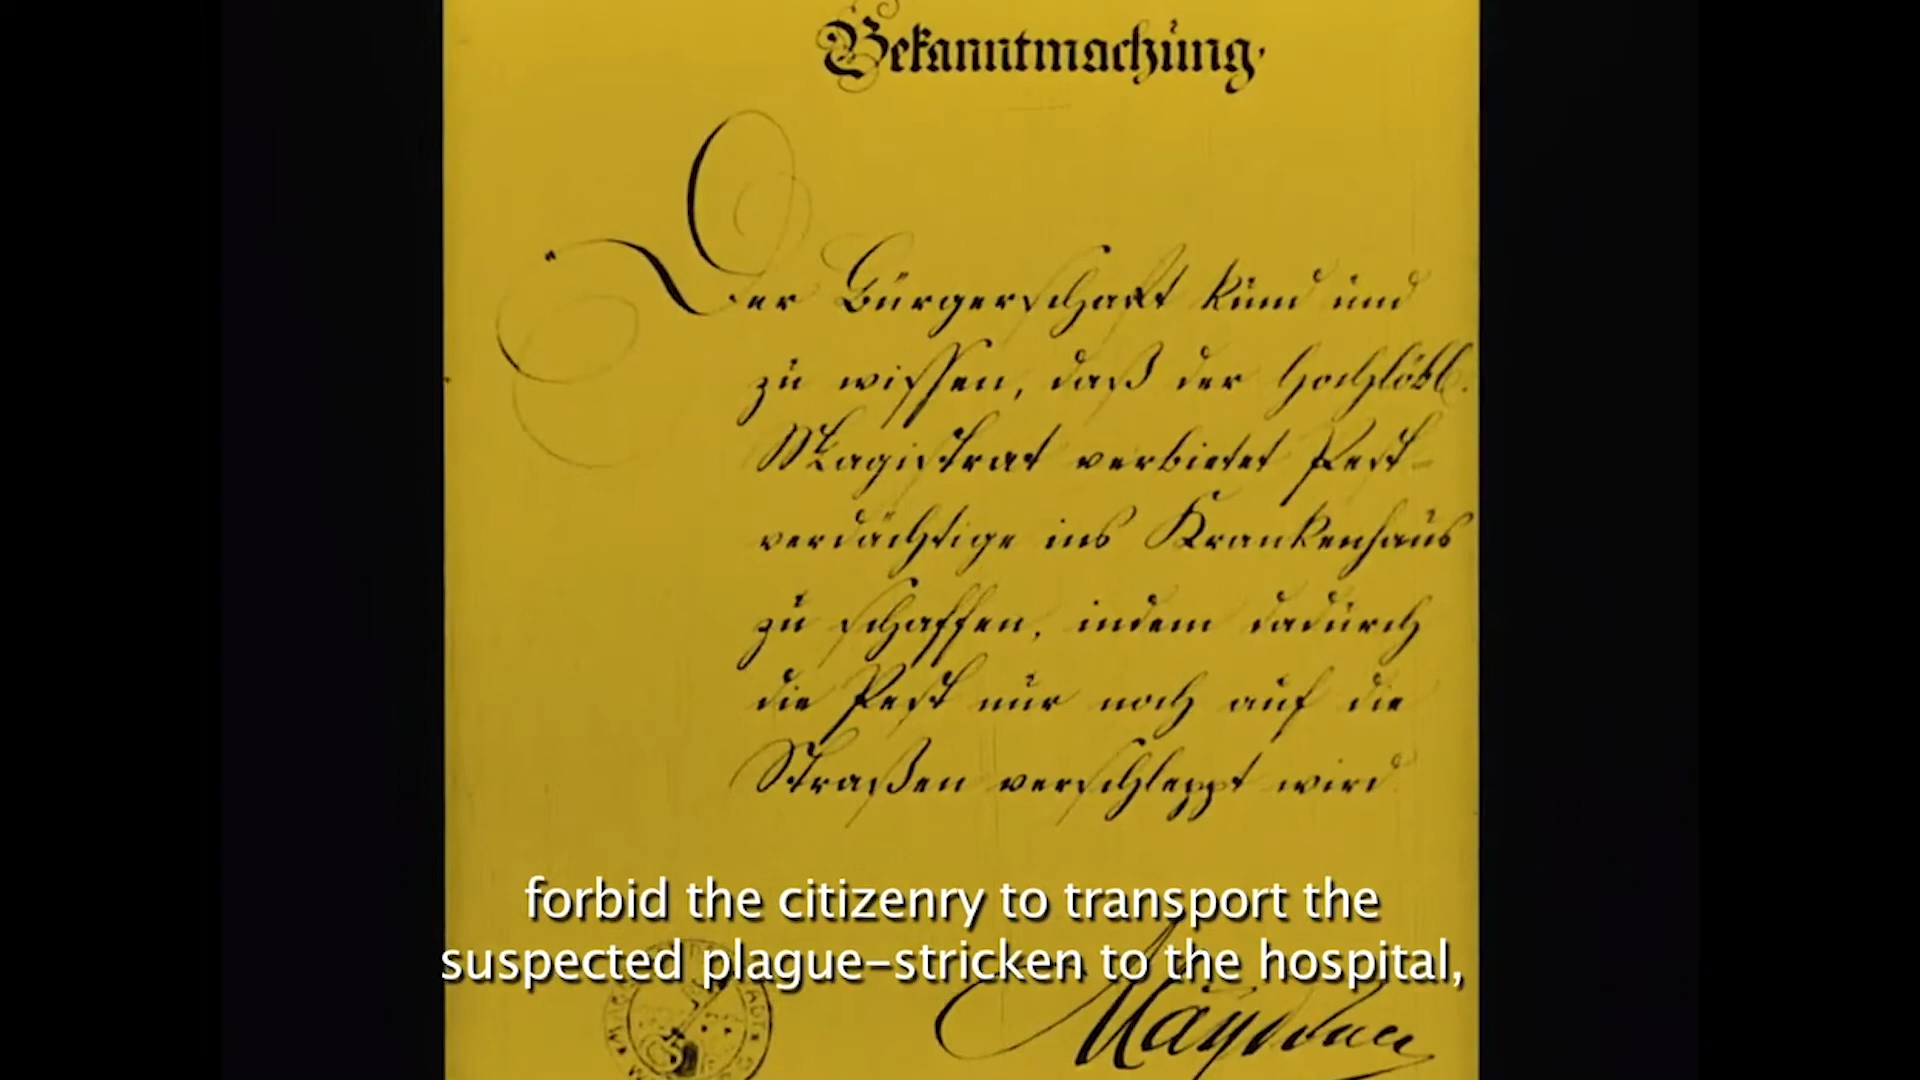 Bekanntmachung.
Der Bürgerschaft kund und
zu wissen, daß der Hochlöbl.
Magistrat verbietet Pest-
verdächtige ins Krankenhaus
zu schaffen, indem dadurch
die Pest nur noch auf die
Straßen verschleppt wird
forbid the citizenry to transport the
suspected plague-stricken to the hospital,